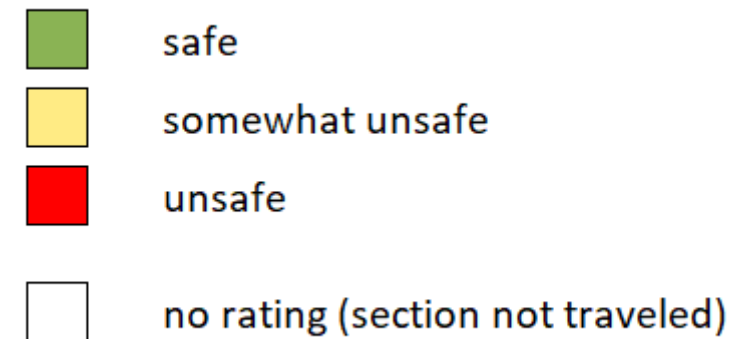 safe
somewhat unsafe
unsafe
no rating (section not traveled)